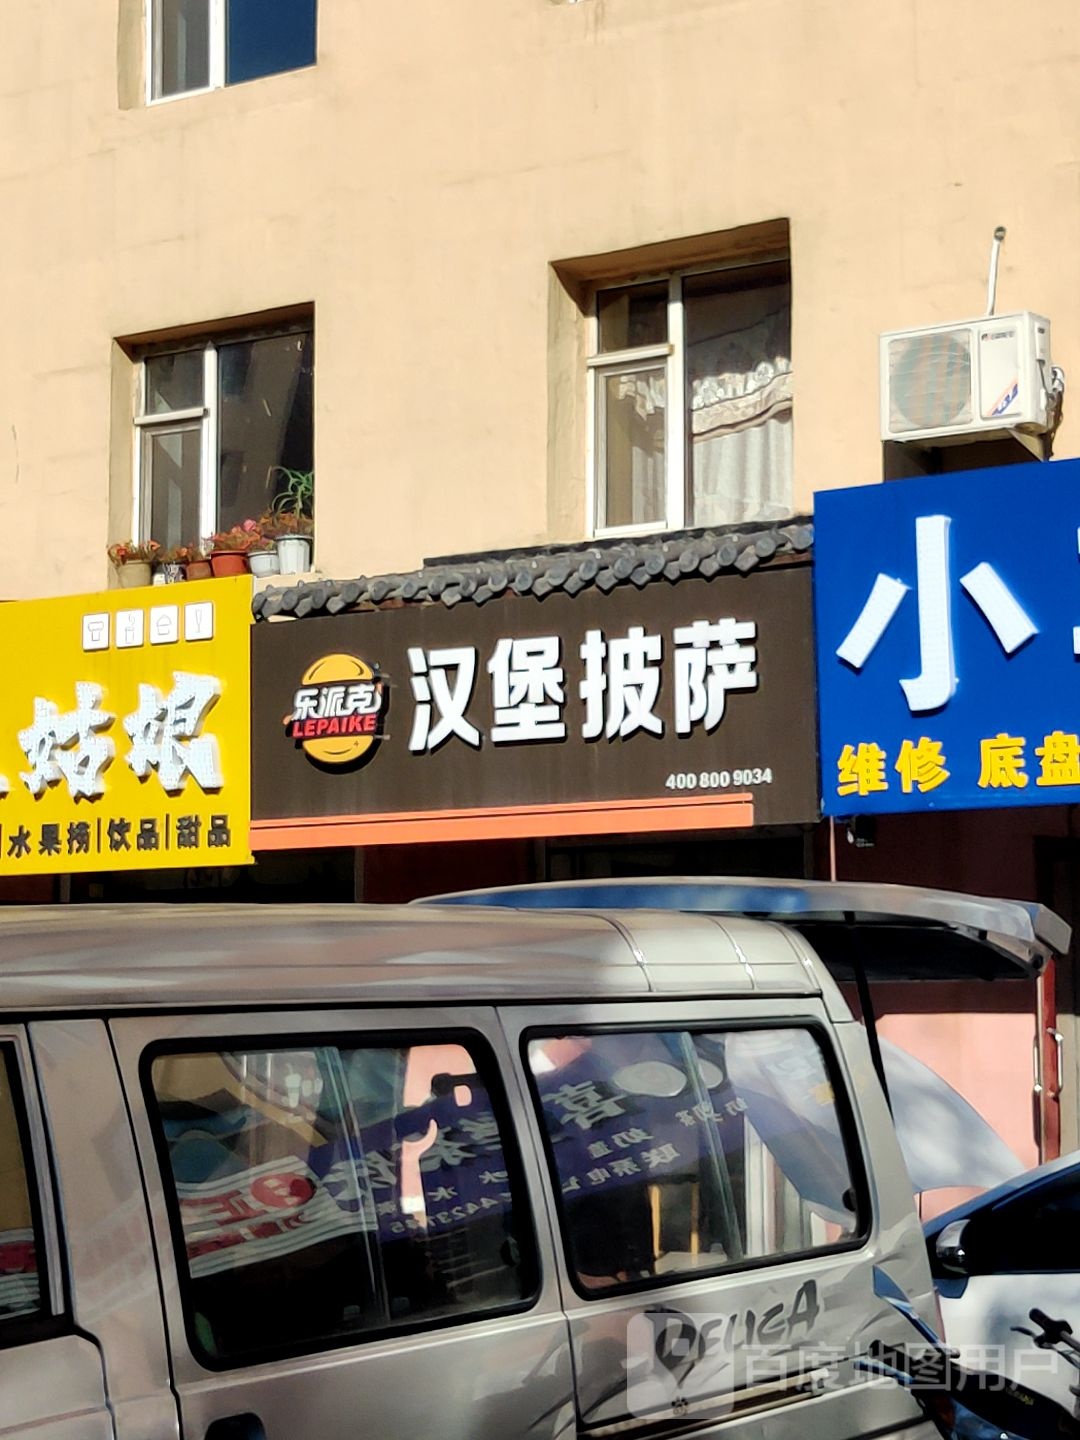 姑娘
水果捞|饮品|甜品
乐派克
LEPAIKE
汉堡披萨
400 800 9034
小
维修 底盘
DELICA
百度地图用户